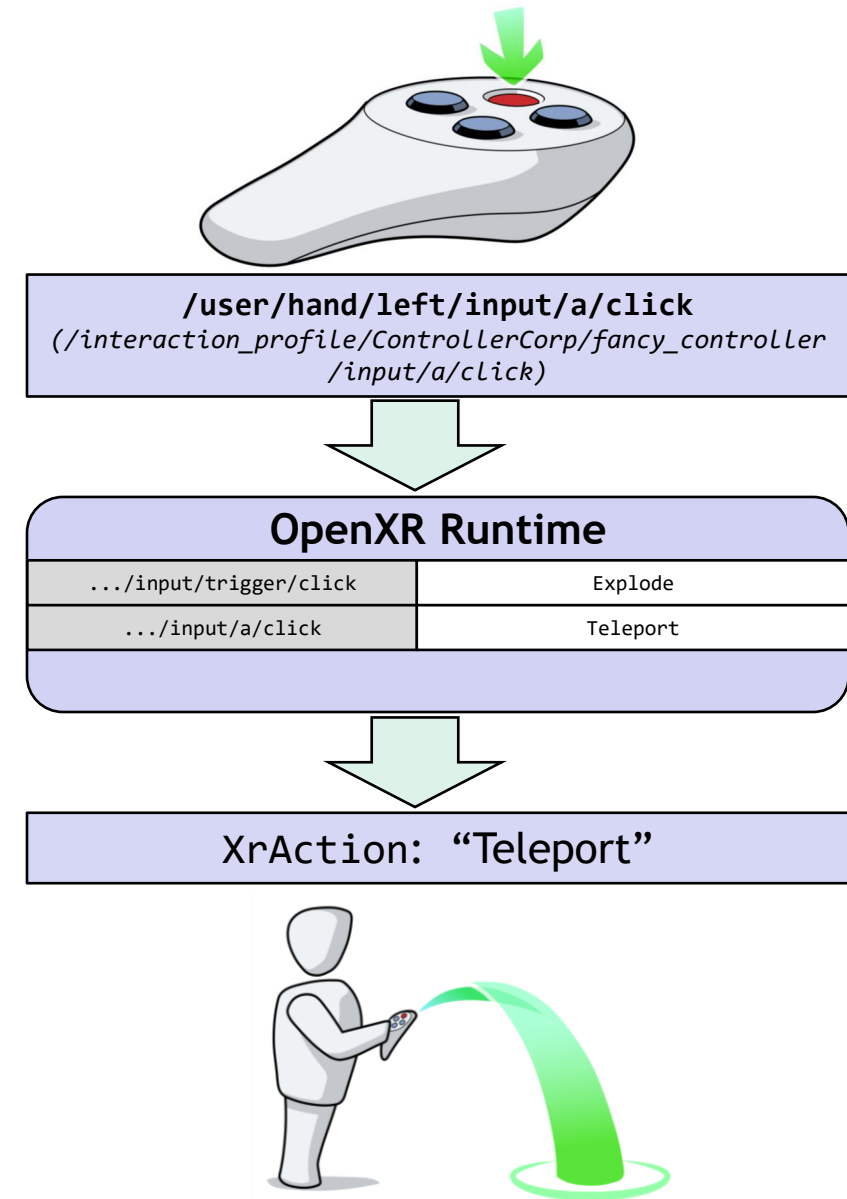 /user/hand/left/input/a/click
(/interaction_profile/ControllerCorp/fancy_controller
/input/a/click)
OpenXR Runtime
.../input/trigger/click Explode
.../input/a/click Teleport
XrAction: “Teleport”